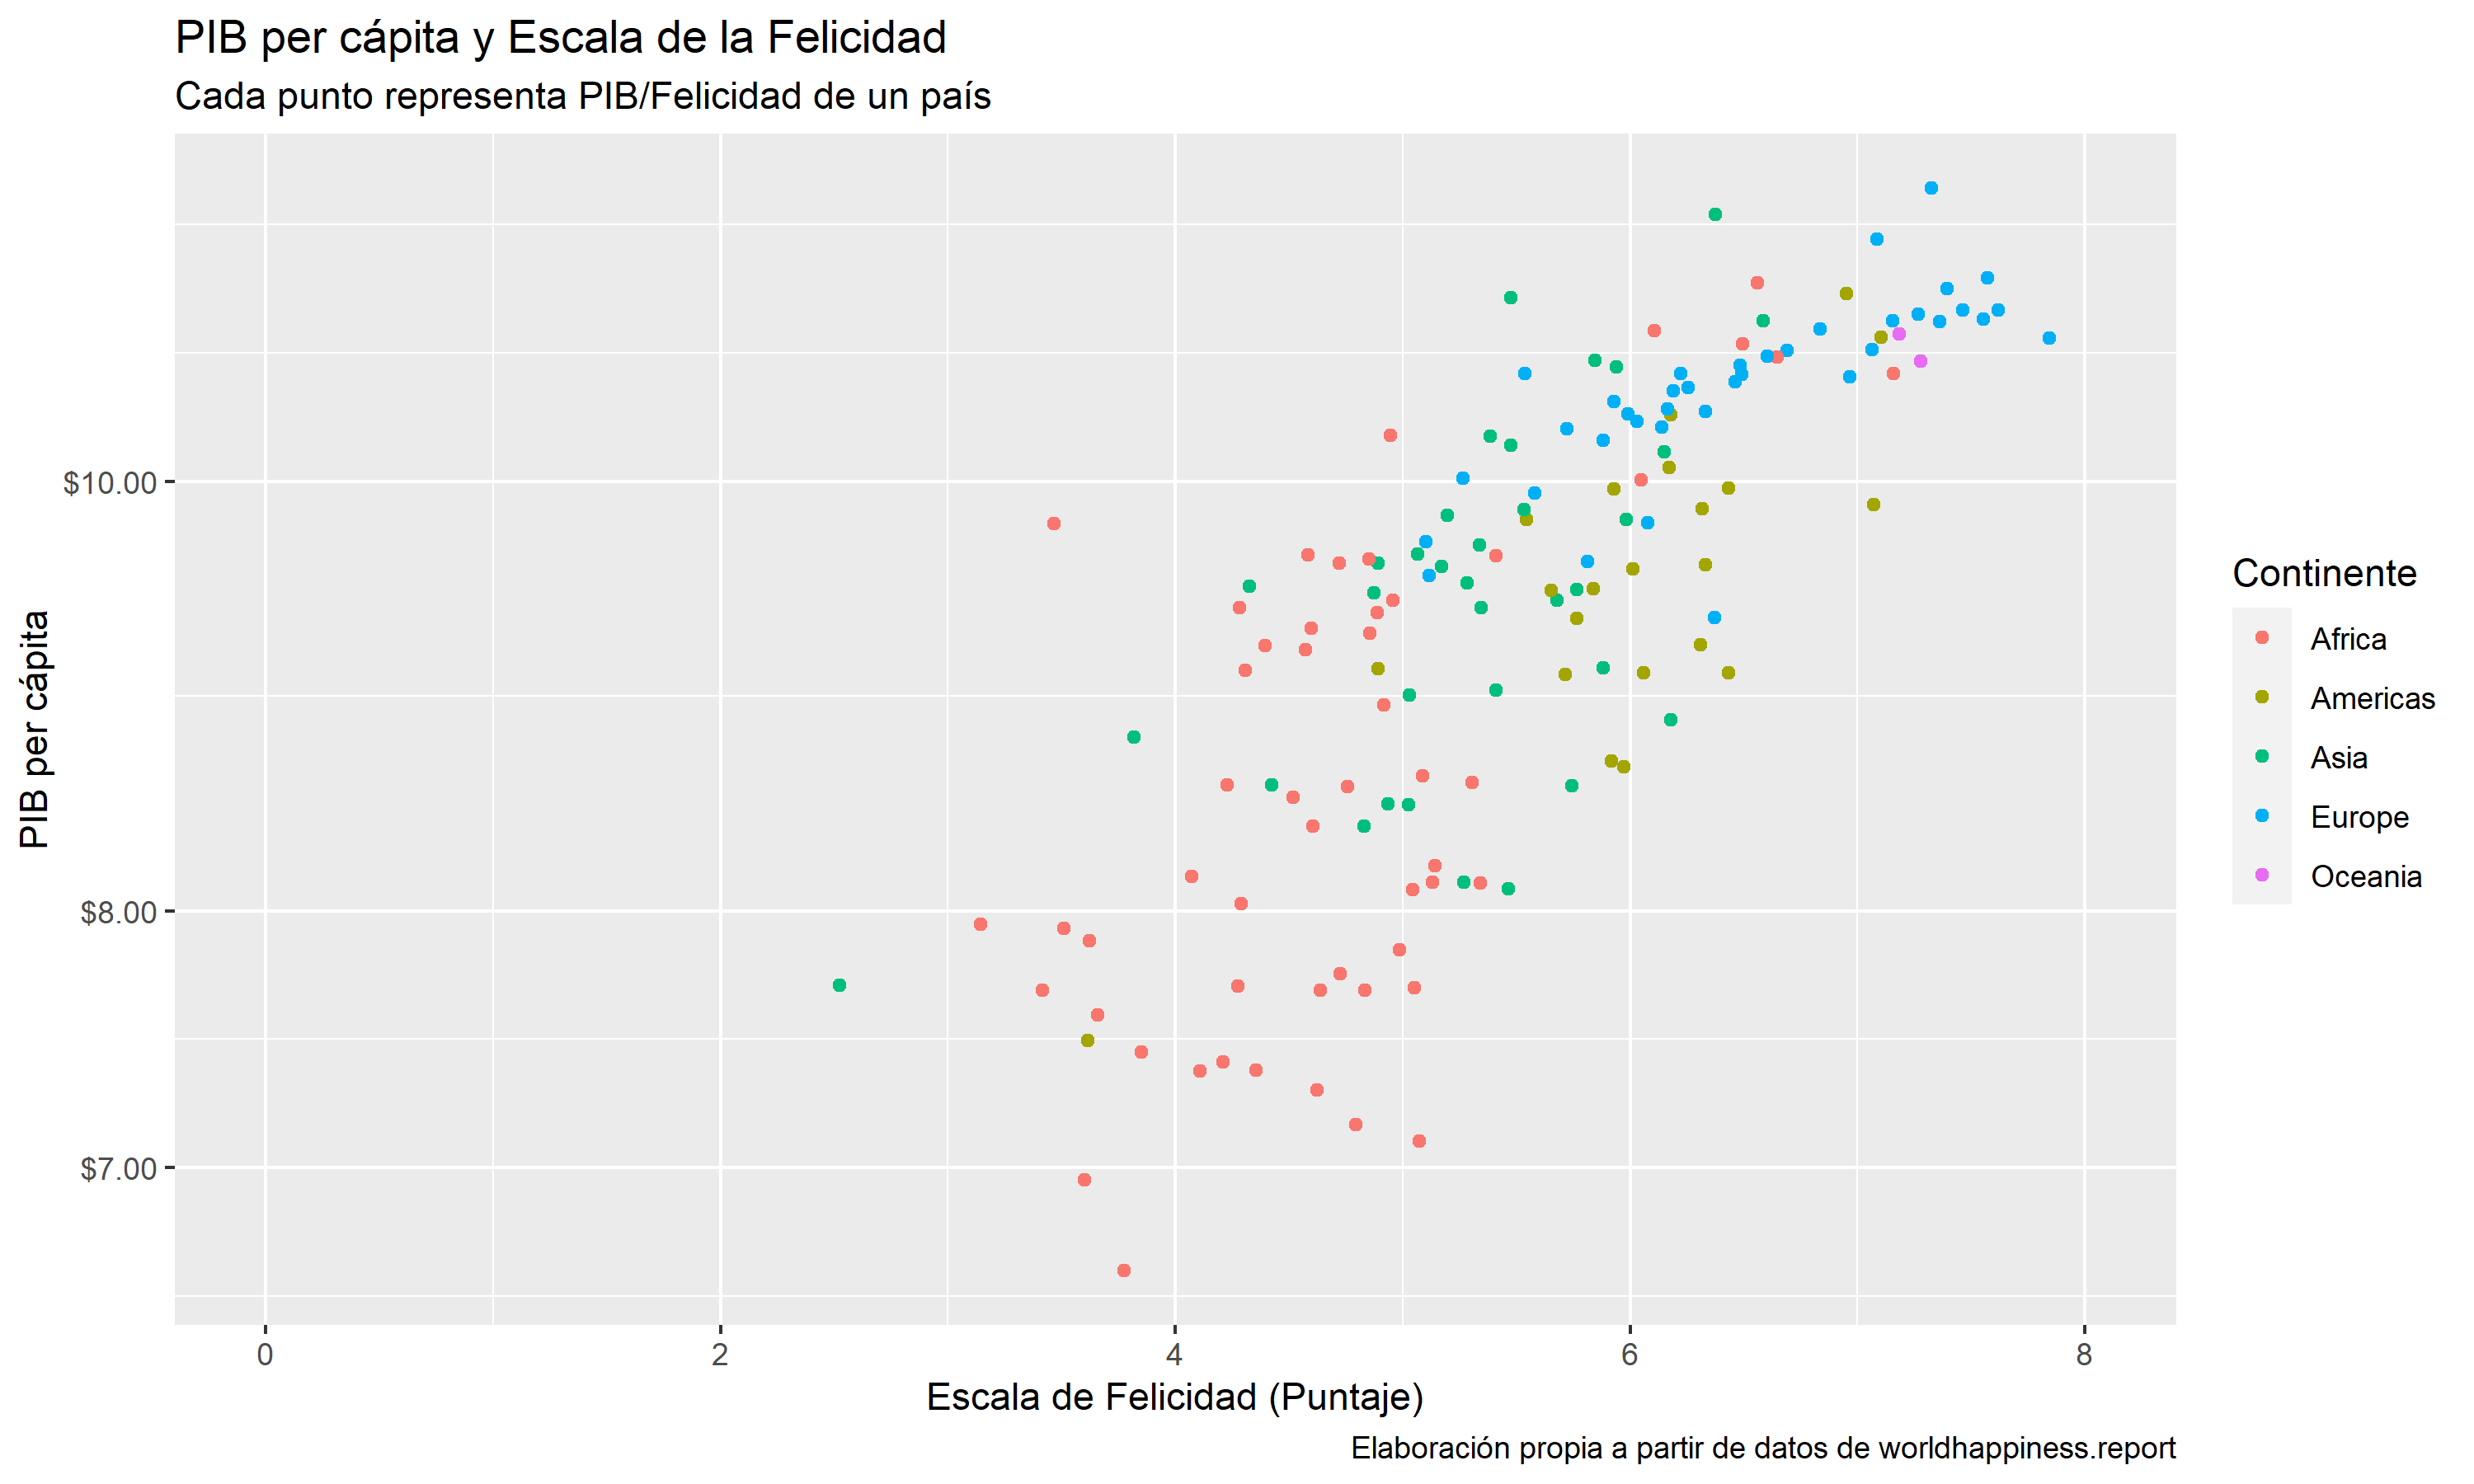 PIB per cápita y Escala de la Felicidad
Cada punto representa PIB/Felicidad de un país
PIB per cápita
$10.00
$8.00
$7.00
0 2 4 6 8
Escala de Felicidad (Puntaje)
Continente
Africa
Americas
Asia
Europe
Oceania
Elaboración propia a partir de datos de worldhappiness.report